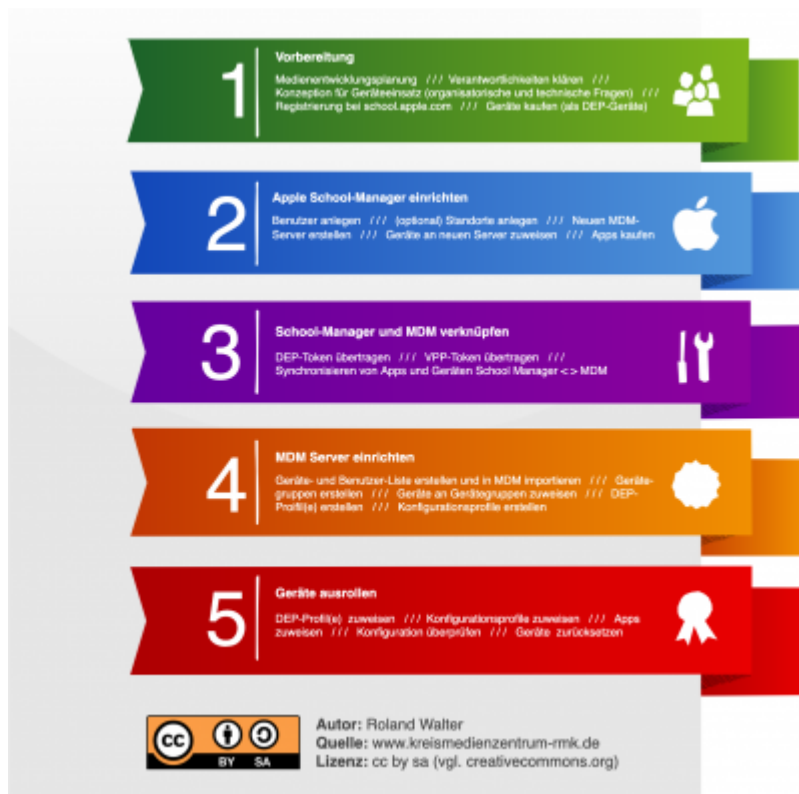 1
Vorbereitung
Medienentwicklungsplanung /// Verantwortlichkeiten klären ///
Konzeption für Geräteeinsatz (organisatorische und technische Fragen) ///
Registrierung bei school.apple.com /// Geräte kaufen (als DEP-Geräte)
2
Apple School-Manager einrichten
Benutzer anlegen /// (optional) Standorte anlegen /// Neuen MDM-
Server erstellen /// Geräte an neuen Server zuweisen /// Apps kaufen
3
School-Manager und MDM verknüpfen
DEP-Token übertragen /// VPP-Token übertragen ///
Synchronisieren von Apps und Geräten School Manager <> MDM
4
MDM Server einrichten
Geräte- und Benutzer-Liste erstellen und in MDM importieren /// Geräte-
gruppen erstellen /// Geräte an Gerätegruppen zuweisen /// DEP-
Proifil(e) erstellen /// Konfigurationsprofile erstellen
5
Geräte ausrollen
DEP-Profil(e) zuweisen /// Konfigurationsprofile zuweisen /// Apps
zuweisen /// Konfiguration überprüfen /// Geräte zurücksetzen
cc
BY SA
Autor: Roland Walter
Quelle: www.kreismedienzentrum-rmk.de
Lizenz: cc by sa (vgl. creativecommons.org)